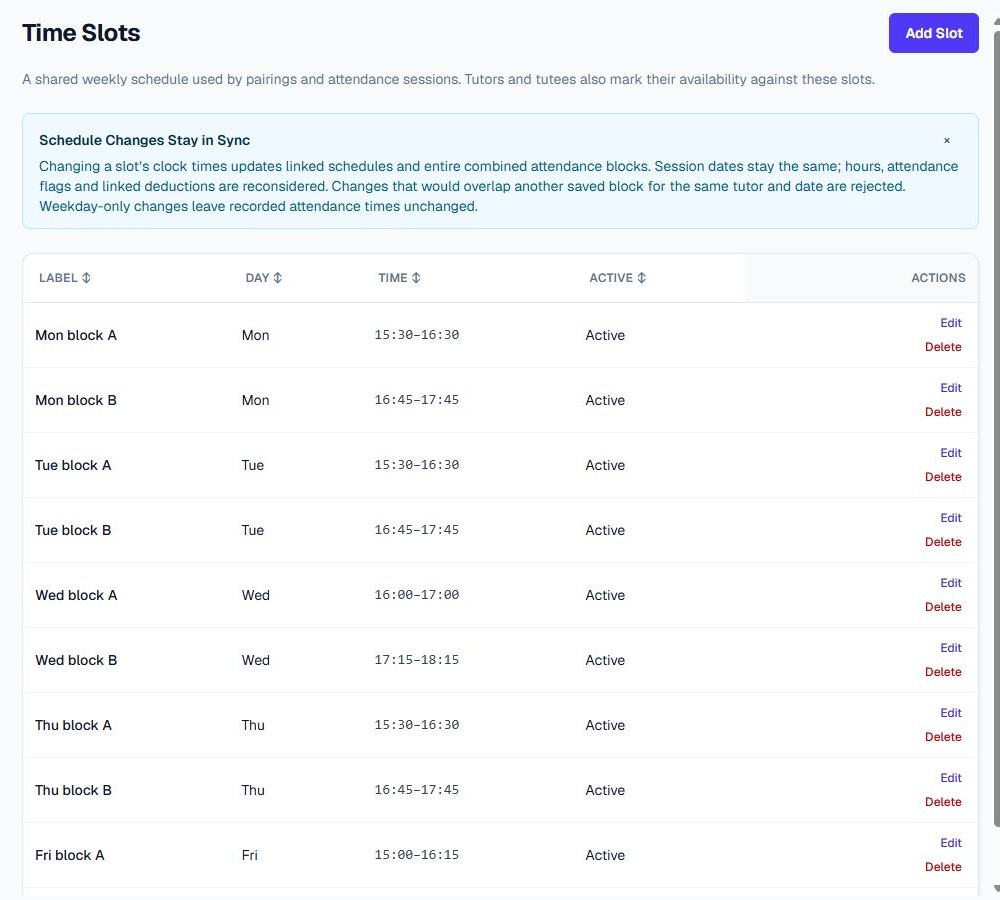 Time Slots
Add Slot
A shared weekly schedule used by pairings and attendance sessions. Tutors and tutees also mark their availability against these slots.
Schedule Changes Stay in Sync ×
Changing a slot's clock times updates linked schedules and entire combined attendance blocks. Session dates stay the same; hours, attendance
flags and linked deductions are reconsidered. Changes that would overlap another saved block for the same tutor and date are rejected.
Weekday-only changes leave recorded attendance times unchanged.
LABEL ↕ DAY ↕ TIME ↕ ACTIVE ↕ ACTIONS
Mon block A Mon 15:30–16:30 Active Edit
Delete
Mon block B Mon 16:45–17:45 Active Edit
Delete
Tue block A Tue 15:30–16:30 Active Edit
Delete
Tue block B Tue 16:45–17:45 Active Edit
Delete
Wed block A Wed 16:00–17:00 Active Edit
Delete
Wed block B Wed 17:15–18:15 Active Edit
Delete
Thu block A Thu 15:30–16:30 Active Edit
Delete
Thu block B Thu 16:45–17:45 Active Edit
Delete
Fri block A Fri 15:00–16:15 Active Edit
Delete